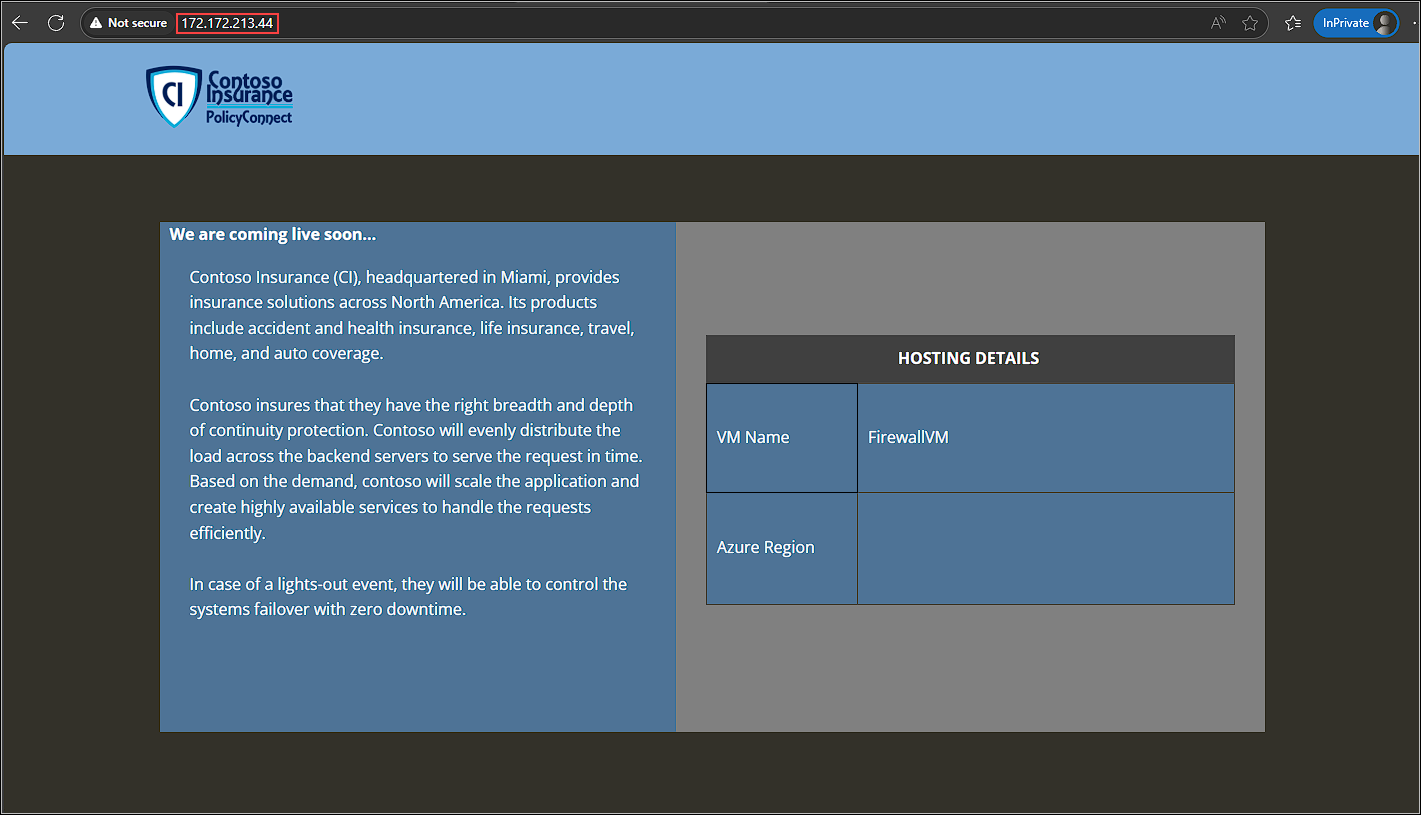 Not secure 172.172.213.44
InPrivate
CI
Contoso
Insurance
PolicyConnect
We are coming live soon...
Contoso Insurance (CI), headquartered in Miami, provides
insurance solutions across North America. Its products
include accident and health insurance, life insurance, travel,
home, and auto coverage.
Contoso insures that they have the right breadth and depth
of continuity protection. Contoso will evenly distribute the
load across the backend servers to serve the request in time.
Based on the demand, contoso will scale the application and
create highly available services to handle the requests
efficiently.
In case of a lights-out event, they will be able to control the
systems failover with zero downtime.
HOSTING DETAILS
VM Name FirewallVM
Azure Region